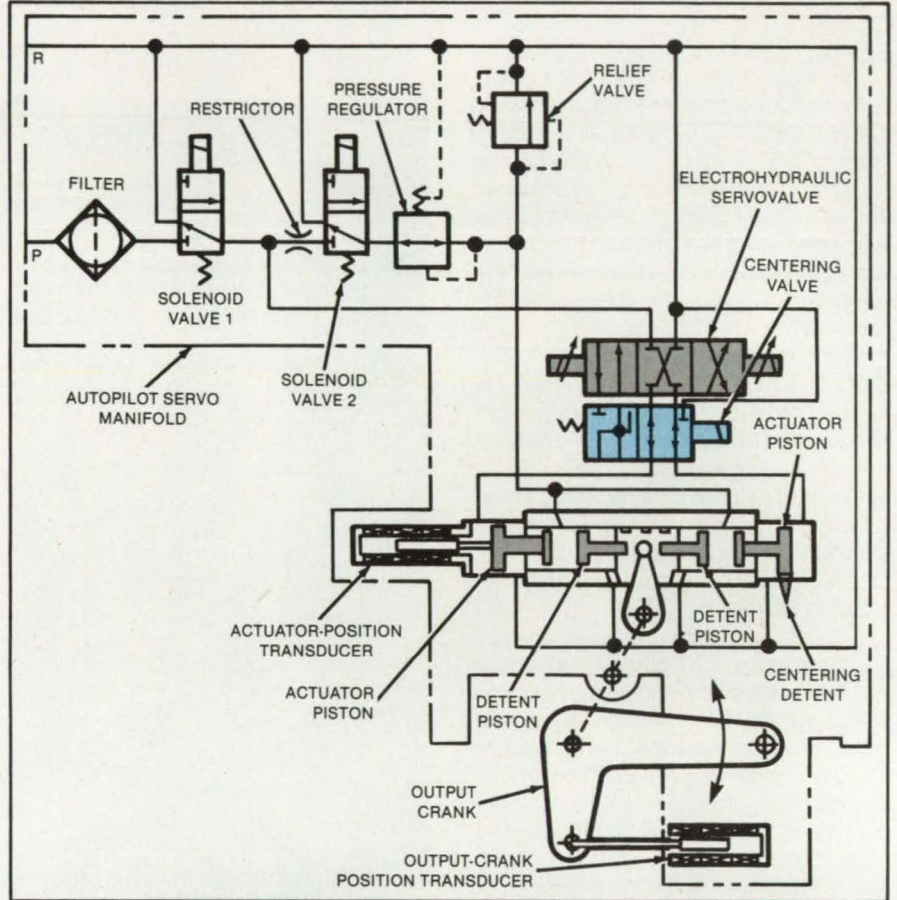 R
RELIEF
VALVE
PRESSURE
REGULATOR
RESTRICTOR
FILTER
ELECTROHYDRAULIC
SERVOVALVE
P
CENTERING
VALVE
SOLENOID
VALVE 1
SOLENOID
VALVE 2
AUTOPILOT SERVO
MANIFOLD
ACTUATOR
PISTON
ACTUATOR-POSITION
TRANSDUCER
DETENT
PISTON
ACTUATOR
PISTON
DETENT
PISTON
CENTERING
DETENT
OUTPUT
CRANK
OUTPUT-CRANK
POSITION TRANSDUCER